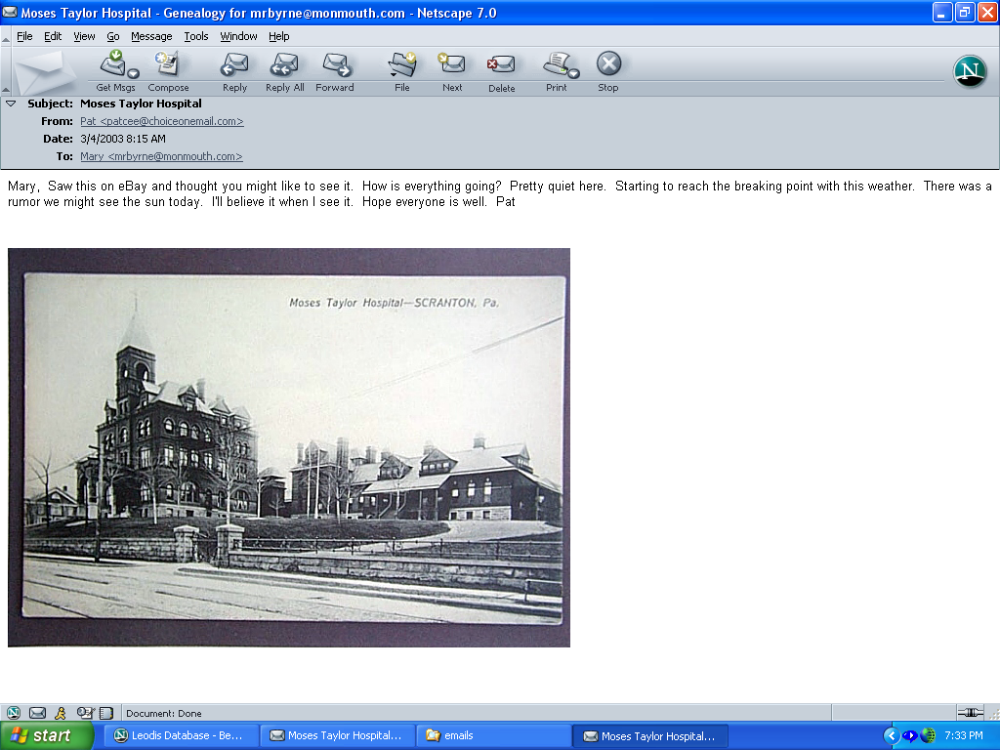 Moses Taylor Hospital - Genealogy for mrbyrne@monmouth.com - Netscape 7.0
File Edit View Go Message Tools Window Help
Get Msgs Compose Reply Reply All Forward File Next Delete Print Stop
N
Subject: Moses Taylor Hospital
From: Pat <patcee@choiceonemail.com>
Date: 3/4/2003 8:15 AM
To: Mary <mrbyrne@monmouth.com>
Mary, Saw this on eBay and thought you might like to see it. How is everything going? Pretty quiet here. Starting to reach the breaking point with this weather. There was a
rumor we might see the sun today. I'll believe it when I see it. Hope everyone is well. Pat
Moses Taylor Hospital—SCRANTON, Pa.
Document: Done
start Leodis Database - Be... Moses Taylor Hospital... emails Moses Taylor Hospital... 7:33 PM